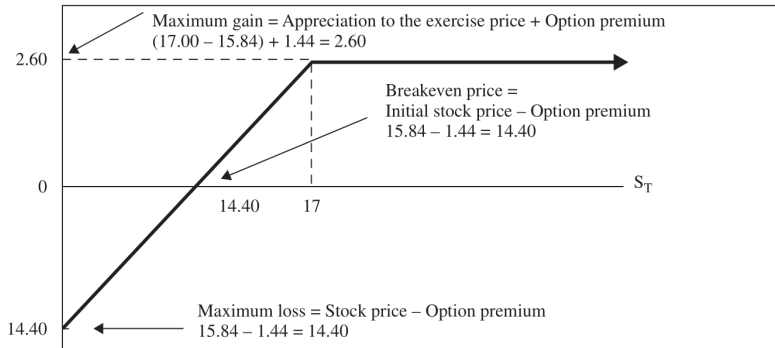 Maximum gain = Appreciation to the exercise price + Option premium
(17.00 – 15.84) + 1.44 = 2.60
2.60
Breakeven price =
Initial stock price – Option premium
15.84 – 1.44 = 14.40
0
S_T
14.40
17
Maximum loss = Stock price – Option premium
14.40
15.84 – 1.44 = 14.40